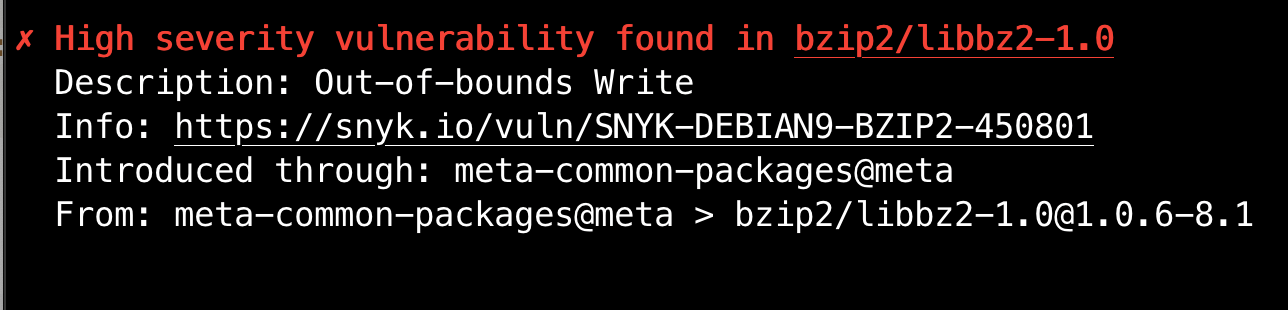 ✗ High severity vulnerability found in bzip2/libbz2-1.0
Description: Out-of-bounds Write
Info: https://snyk.io/vuln/SNYK-DEBIAN9-BZIP2-450801
Introduced through: meta-common-packages@meta
From: meta-common-packages@meta > bzip2/libbz2-1.0@1.0.6-8.1